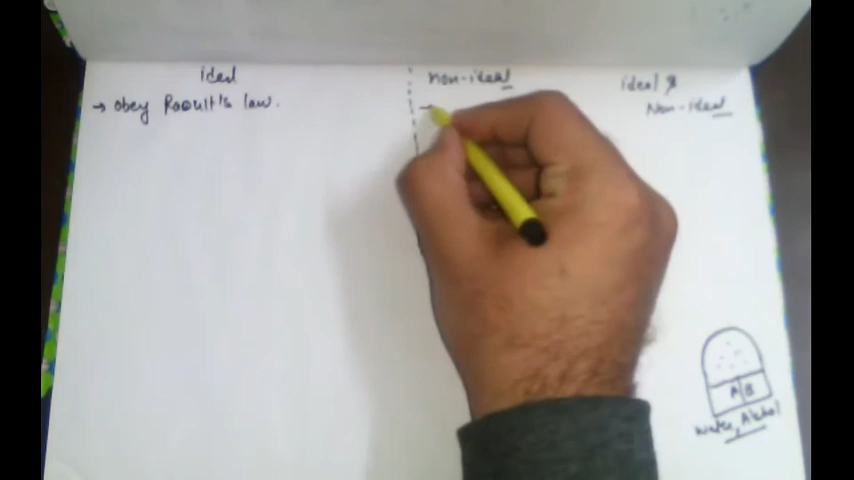 ideal
non-ideal
ideal &
Non-ideal
→ obey Raoult's law.
→
A B
Water, Alcohol